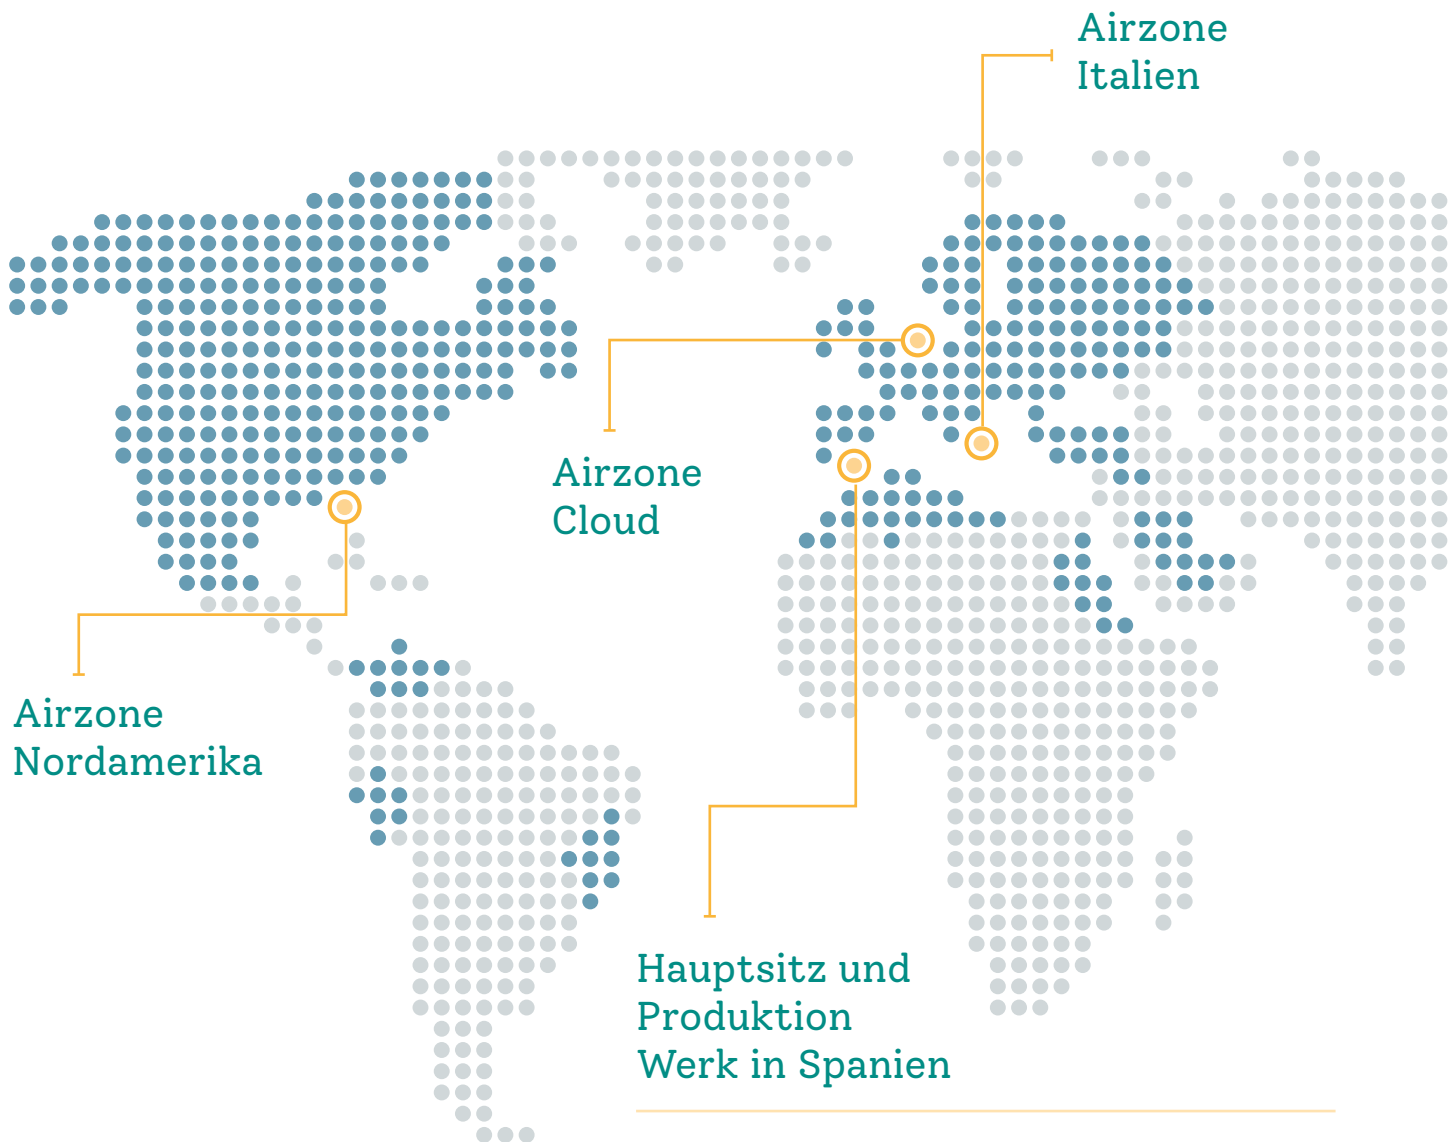 Airzone
Italien
Airzone
Cloud
Airzone
Nordamerika
Hauptsitz und
Produktion
Werk in Spanien